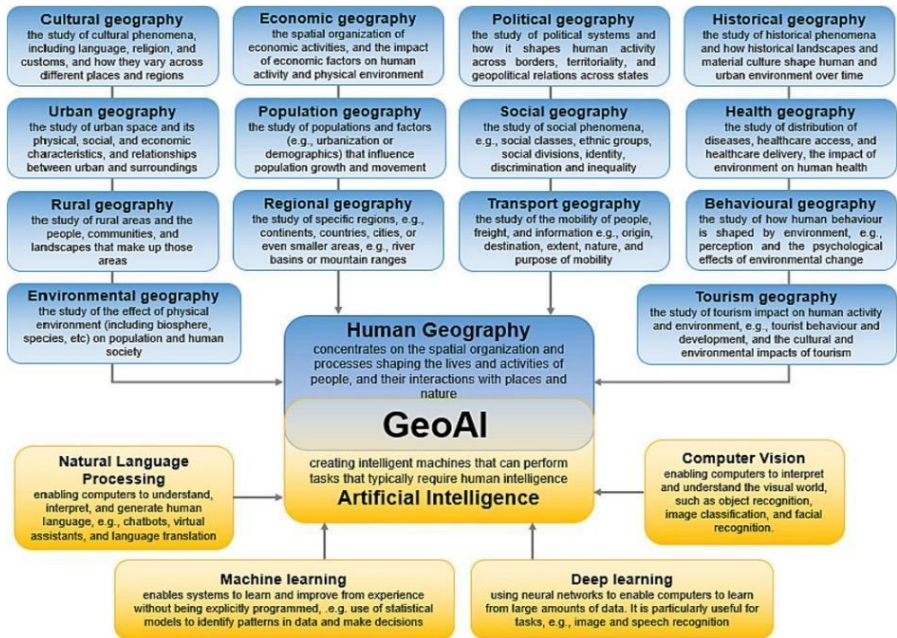 Cultural geography
the study of cultural phenomena,
including language, religion, and
customs, and how they vary across
different places and regions
Economic geography
the spatial organization of
economic activities, and the impact
of economic factors on human
activity and physical environment
Political geography
the study of political systems and
how it shapes human activity
across borders, territoriality, and
geopolitical relations across states
Historical geography
the study of historical phenomena
and how historical landscapes and
material culture shape human and
urban environment over time
Urban geography
the study of urban space and its
physical, social, and economic
characteristics, and relationships
between urban and surroundings
Population geography
the study of populations and factors
(e.g., urbanization or
demographics) that influence
population growth and movement
Social geography
the study of social phenomena,
e.g., social classes, ethnic groups,
social divisions, identity,
discrimination and inequality
Health geography
the study of distribution of
diseases, healthcare access, and
healthcare delivery, the impact of
environment on human health
Rural geography
the study of rural areas and the
people, communities, and
landscapes that make up those
areas
Regional geography
the study of specific regions, e.g.,
continents, countries, cities, or
even smaller areas, e.g., river
basins or mountain ranges
Transport geography
the study of the mobility of people,
freight, and information e.g., origin,
destination, extent, nature, and
purpose of mobility
Behavioural geography
the study of how human behaviour
is shaped by environment, e.g.,
perception and the psychological
effects of environmental change
Environmental geography
the study of the effect of physical
environment (including biosphere,
species, etc) on population and human
society
Tourism geography
the study of tourism impact on human activity
and environment, e.g., tourist behaviour and
development, and the cultural and
environmental impacts of tourism
Human Geography
concentrates on the spatial organization and
processes shaping the lives and activities of
people, and their interactions with places and
nature
GeoAI
creating intelligent machines that can perform
tasks that typically require human intelligence
Artificial Intelligence
Natural Language
Processing
enabling computers to understand,
interpret, and generate human
language, e.g., chatbots, virtual
assistants, and language translation
Computer Vision
enabling computers to interpret
and understand the visual world,
such as object recognition,
image classification, and facial
recognition.
Machine learning
enables systems to learn and improve from experience
without being explicitly programmed, .e.g. use of statistical
models to identify patterns in data and make decisions
Deep learning
using neural networks to enable computers to learn
from large amounts of data. It is particularly useful for
tasks, e.g., image and speech recognition